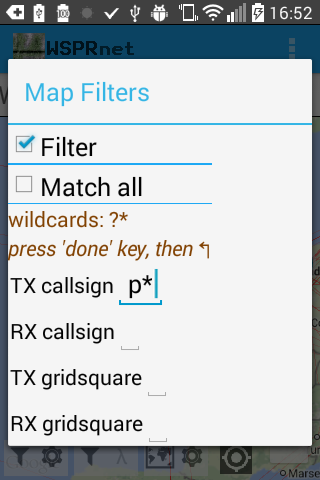 16:52
WSPRnet
Map Filters
Filter
Match all
wildcards: ?*
press 'done' key, then ↰
TX callsign p*
RX callsign
TX gridsquare
RX gridsquare
Marse